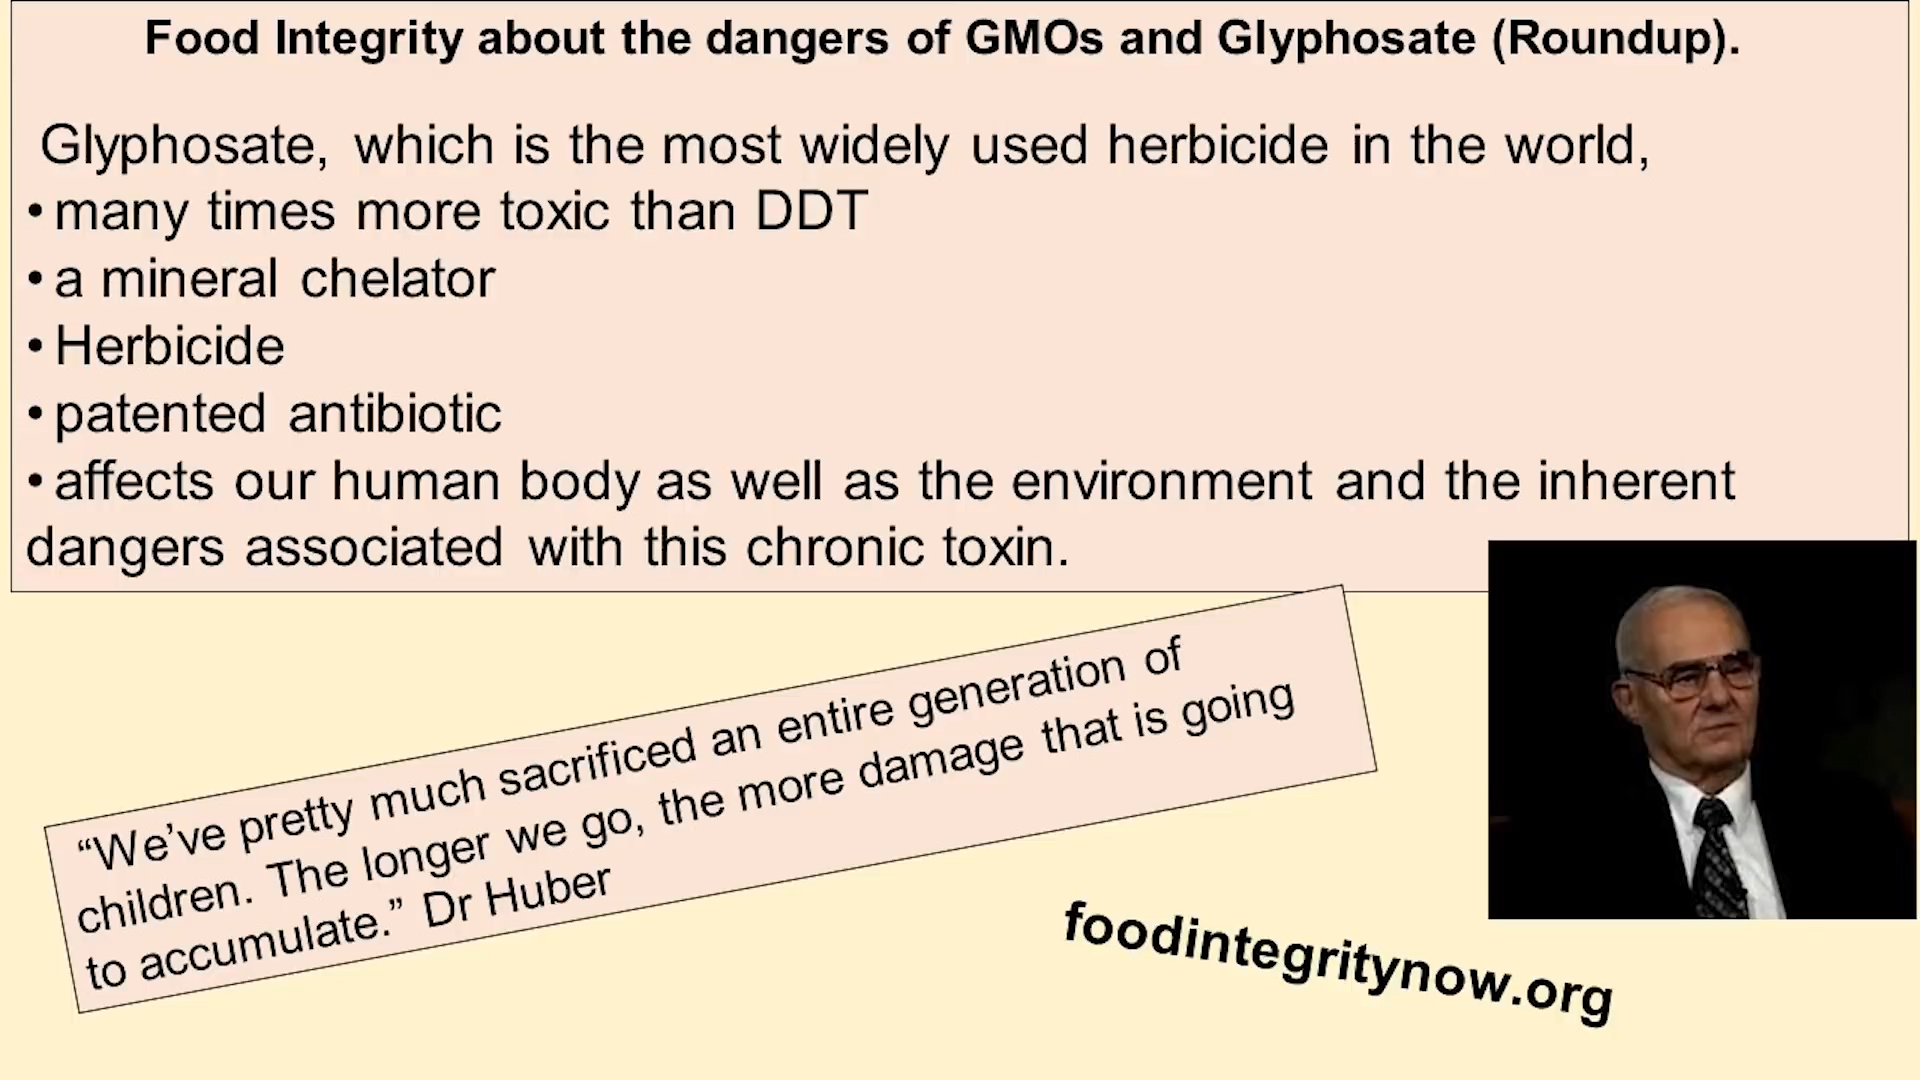 Food Integrity about the dangers of GMOs and Glyphosate (Roundup).
Glyphosate, which is the most widely used herbicide in the world,
• many times more toxic than DDT
• a mineral chelator
• Herbicide
• patented antibiotic
• affects our human body as well as the environment and the inherent
dangers associated with this chronic toxin.
“We’ve pretty much sacrificed an entire generation of
children. The longer we go, the more damage that is going
to accumulate.” Dr Huber
foodintegritynow.org